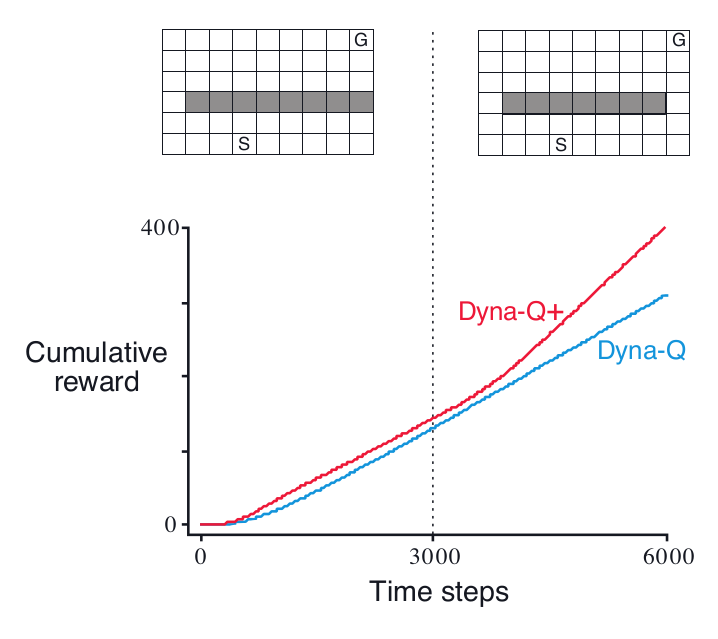 G
G
S
S
400
Dyna-Q+
Dyna-Q
Cumulative
reward
0
0
3000
6000
Time steps